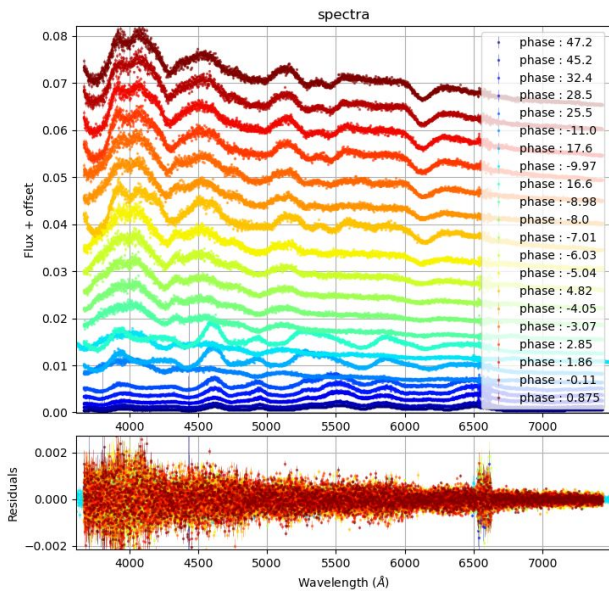 spectra
Flux + offset
0.08
0.07
0.06
0.05
0.04
0.03
0.02
0.01
0.00
4000 4500 5000 5500 6000 6500 7000
phase : 47.2
phase : 45.2
phase : 32.4
phase : 28.5
phase : 25.5
phase : -11.0
phase : 17.6
phase : -9.97
phase : 16.6
phase : -8.98
phase : -8.0
phase : -7.01
phase : -6.03
phase : -5.04
phase : 4.82
phase : -4.05
phase : -3.07
phase : 2.85
phase : 1.86
phase : -0.11
phase : 0.875
Residuals
0.002
0.000
−0.002
4000 4500 5000 5500 6000 6500 7000
Wavelength (Å)